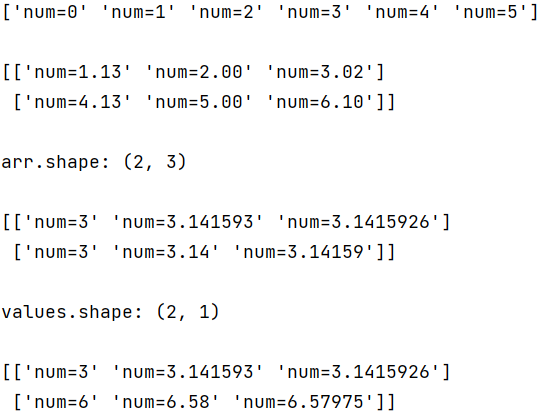 ['num=0' 'num=1' 'num=2' 'num=3' 'num=4' 'num=5']
[['num=1.13' 'num=2.00' 'num=3.02']
['num=4.13' 'num=5.00' 'num=6.10']]
arr.shape: (2, 3)
[['num=3' 'num=3.141593' 'num=3.1415926']
['num=3' 'num=3.14' 'num=3.14159']]
values.shape: (2, 1)
[['num=3' 'num=3.141593' 'num=3.1415926']
['num=6' 'num=6.58' 'num=6.57975']]